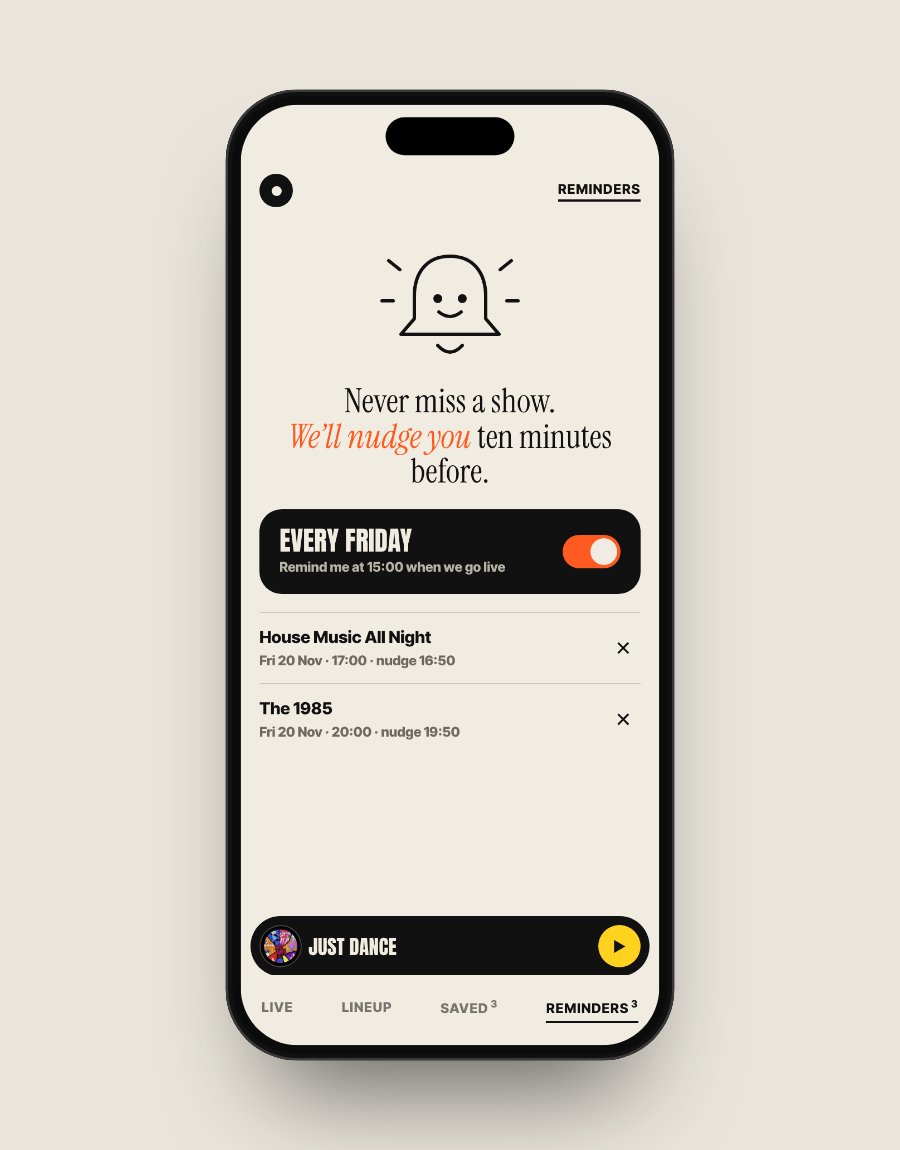 REMINDERS
Never miss a show.
We’ll nudge you ten minutes
before.
EVERY FRIDAY
Remind me at 15:00 when we go live
House Music All Night
Fri 20 Nov · 17:00 · nudge 16:50
✕
The 1985
Fri 20 Nov · 20:00 · nudge 19:50
✕
JUST DANCE
LIVE LINEUP SAVED 3 REMINDERS 3